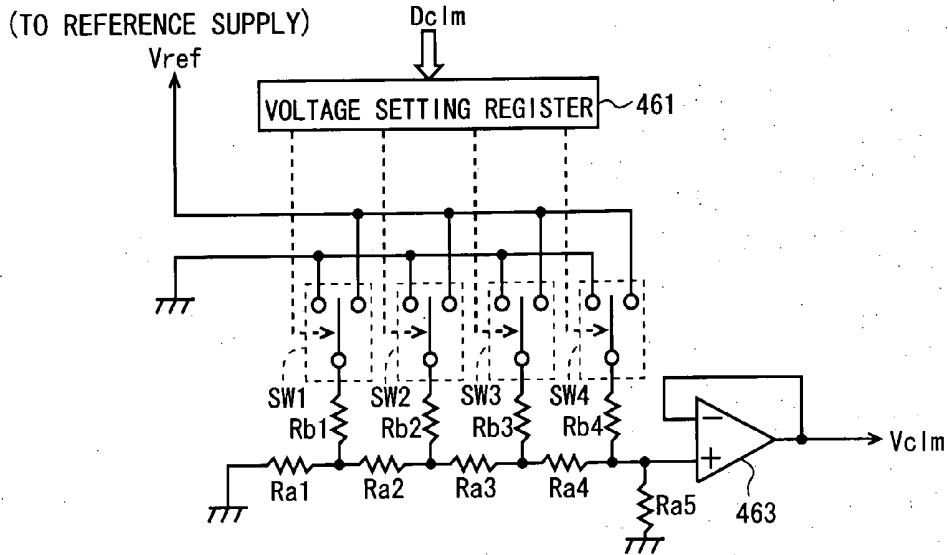 (TO REFERENCE SUPPLY)
Dclm
Vref
VOLTAGE SETTING REGISTER
461
SW1
SW2
SW3
SW4
Rb1
Rb2
Rb3
Rb4
−
+
Vclm
Ra1
Ra2
Ra3
Ra4
Ra5
463